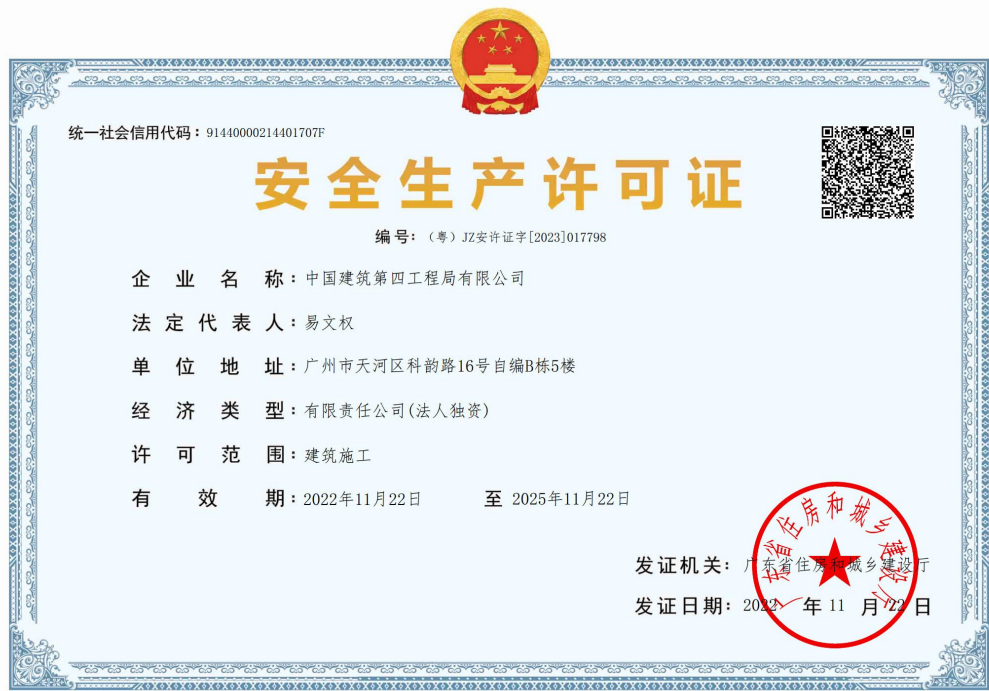 统一社会信用代码：91440000214401707F
安全生产许可证
编号：（粤）JZ安许证字[2023]017798
企业名称：中国建筑第四工程局有限公司
法定代表人：易文权
单位地址：广州市天河区科韵路16号自编B栋5楼
经济类型：有限责任公司(法人独资)
许可范围：建筑施工
有效期：2022年11月22日 至 2025年11月22日
发证机关：广东省住房和城乡建设厅
发证日期：2022 年 11 月 22 日
广东省住房和城乡建设厅